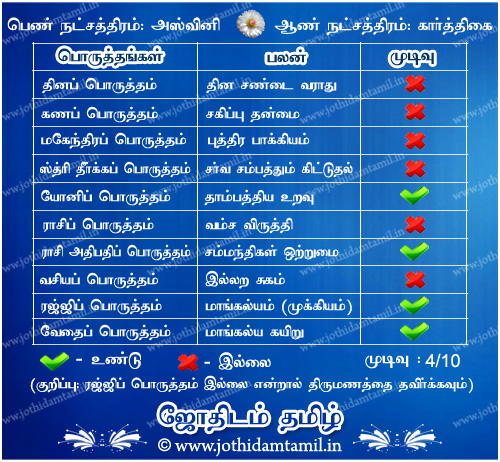 பெண் நட்சத்திரம்: அஸ்வினி ஆண் நட்சத்திரம்: கார்த்திகை
பொருத்தங்கள் பலன் முடிவு
தினப் பொருத்தம் தின சண்டை வராது
கணப் பொருத்தம் சகிப்பு தன்மை
மகேந்திரப் பொருத்தம் புத்திர பாக்கியம்
ஸ்த்ரி தீர்க்கப் பொருத்தம் சர்வ சம்பத்தும் கிட்டுதல்
யோனிப் பொருத்தம் தாம்பத்திய உறவு
ராசிப் பொருத்தம் வம்ச விருத்தி
ராசி அதிபதிப் பொருத்தம் சம்மந்திகள் ஒற்றுமை
வசியப் பொருத்தம் இல்லற சுகம்
ரஜ்ஜிப் பொருத்தம் மாங்கல்யம் (முக்கியம்)
வேதைப் பொருத்தம் மாங்கல்ய கயிறு
- உண்டு - இல்லை முடிவு : 4/10
(குறிப்பு: ரஜ்ஜிப் பொருத்தம் இல்லை என்றால் திருமணத்தை தவிர்க்கவும்)
ஜோதிடம் தமிழ்
© www.jothidamtamil.in